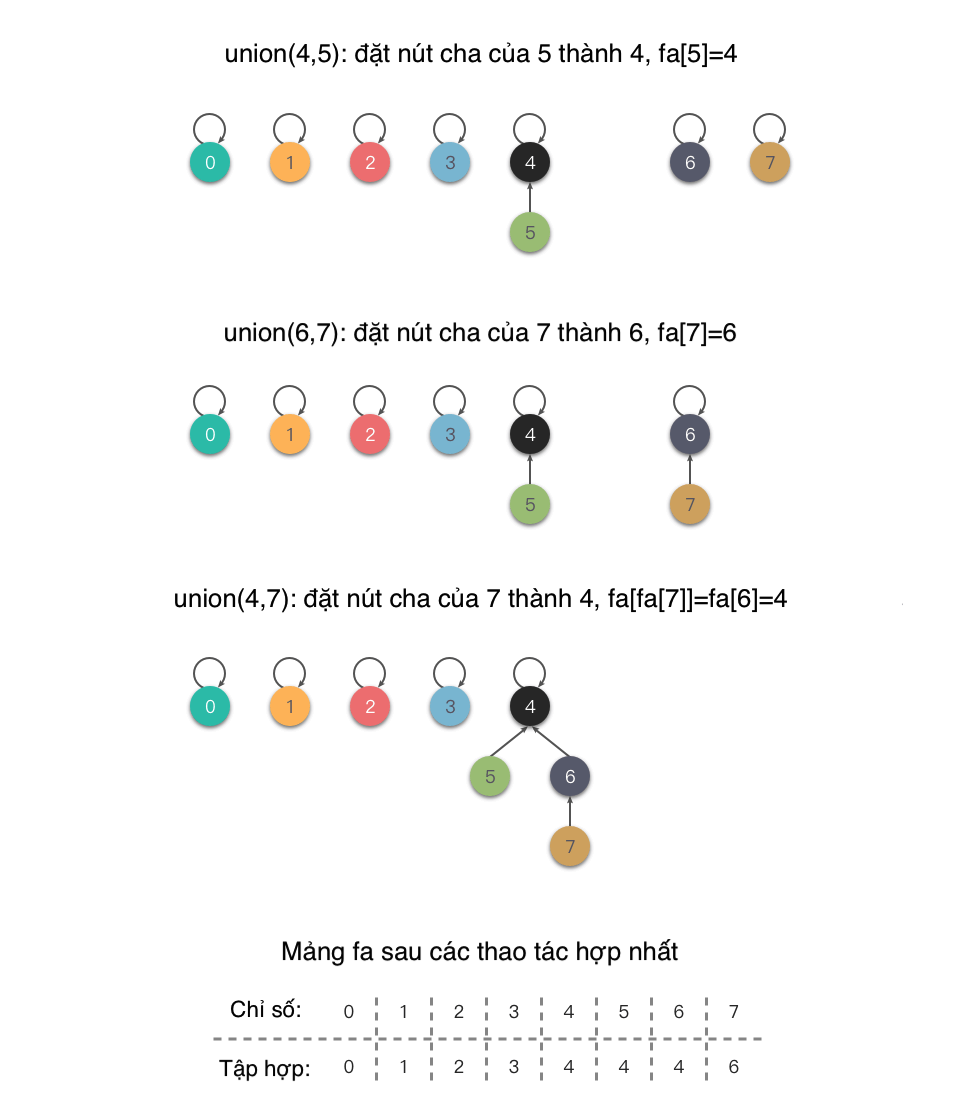 union(4,5): đặt nút cha của 5 thành 4, fa[5]=4
0 1 2 3 4 6 7
5
union(6,7): đặt nút cha của 7 thành 6, fa[7]=6
0 1 2 3 4 6
5 7
union(4,7): đặt nút cha của 7 thành 4, fa[fa[7]]=fa[6]=4
0 1 2 3 4
5 6
7
Mảng fa sau các thao tác hợp nhất
Chỉ số: 0 1 2 3 4 5 6 7
Tập hợp: 0 1 2 3 4 4 4 6